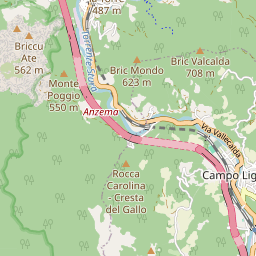 487 m
Briccu
Ate
562 m
Bric Mondo
623 m
Bric Valcalda
708 m
Torrente Stura
Monte
Poggio
550 m
Anzema
Via Vallecalda
Rocca
Carolina
- Cresta
del Gallo
Campo Lig